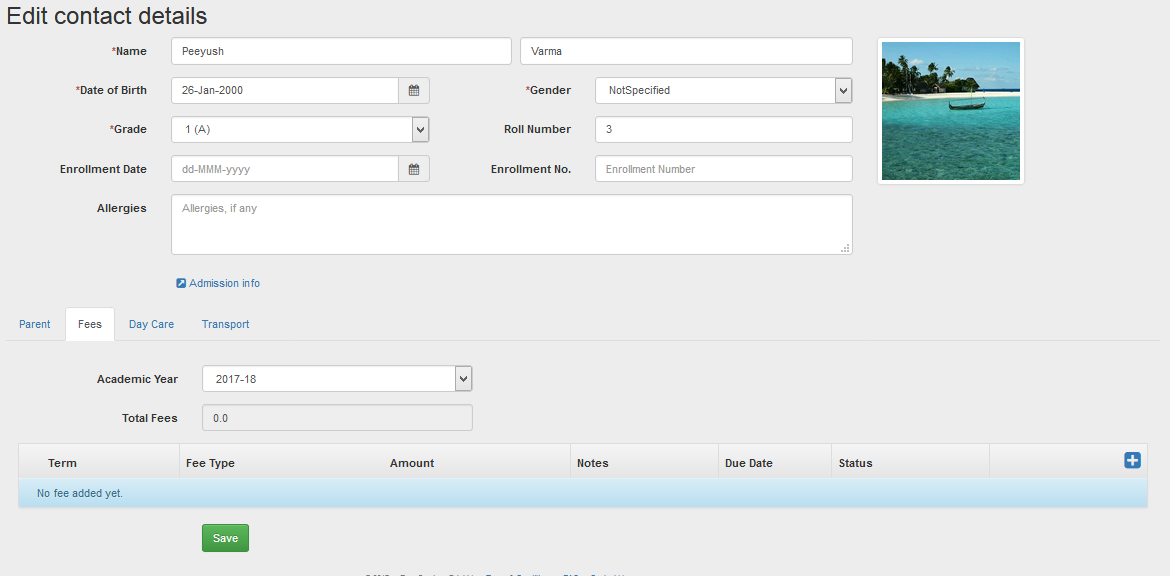 Edit contact details
*Name Peeyush Varma
*Date of Birth 26-Jan-2000 *Gender NotSpecified
*Grade 1 (A) Roll Number 3
Enrollment Date dd-MMM-yyyy Enrollment No. Enrollment Number
Allergies Allergies, if any
Admission info
Parent Fees Day Care Transport
Academic Year 2017-18
Total Fees 0.0
Term Fee Type Amount Notes Due Date Status
No fee added yet.
Save